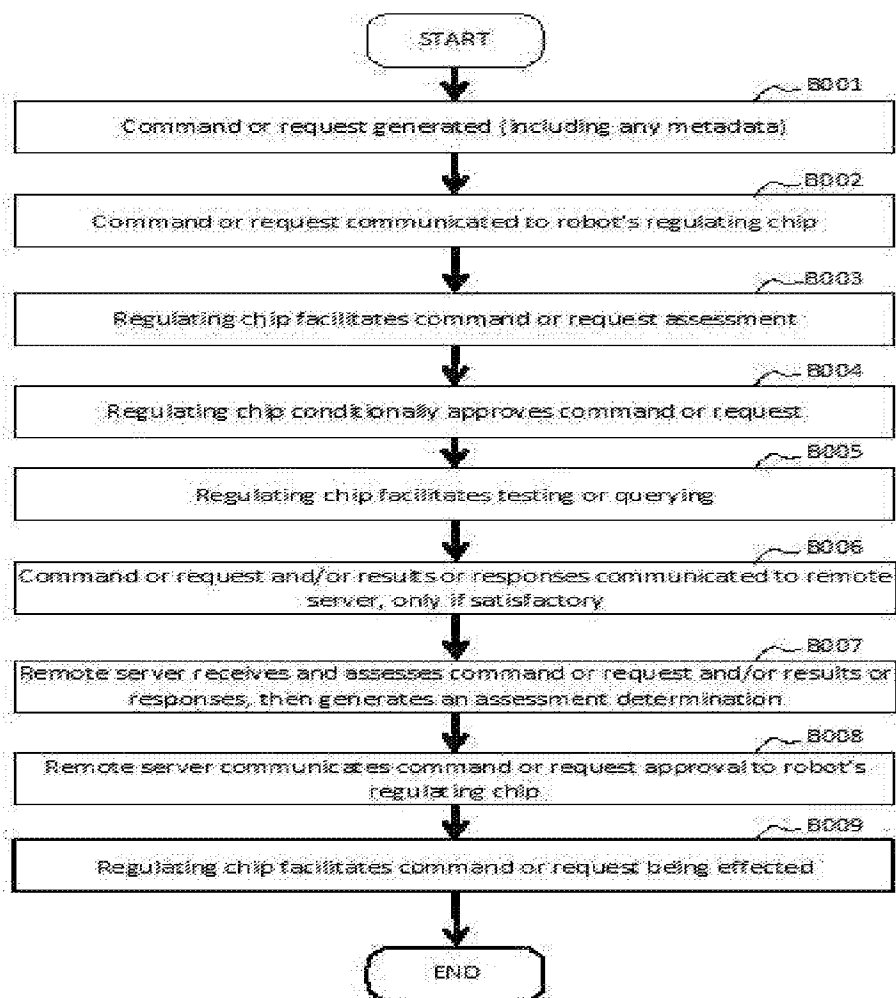 START
B001
Command or request generated (including any metadata)
B002
Command or request communicated to robot's regulating chip
B003
Regulating chip facilitates command or request assessment
B004
Regulating chip conditionally approves command or request
B005
Regulating chip facilitates testing or querying
B006
Command or request and/or results or responses communicated to remote
server, only if satisfactory
B007
Remote server receives and assesses command or request and/or results or
responses, then generates an assessment determination
B008
Remote server communicates command or request approval to robot's
regulating chip
B009
Regulating chip facilitates command or request being effected
END